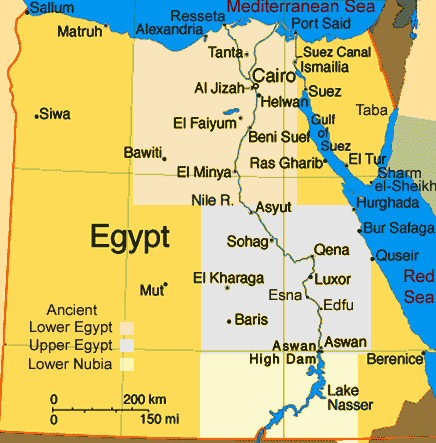 Sallum
Resseta
Mediterranean Sea
Matruh
Alexandria
Port Said
Tanta
Suez Canal
Ismailia
Cairo
Al Jizah
Helwan
Suez
Taba
Siwa
El Faiyum
Gulf
of
Suez
Beni Suef
Bawiti
Ras Gharib
El Tur
El Minya
Sharm
el-Sheikh
Nile R.
Asyut
Hurghada
Bur Safaga
Egypt
Sohag
Qena
Quseir
El Kharaga
Luxor
Red
Sea
Mut
Esna
Edfu
Ancient
Lower Egypt
Upper Egypt
Lower Nubia
Baris
Aswan
High Dam
Aswan
Berenice
200 km
150 mi
0
Lake
Nasser